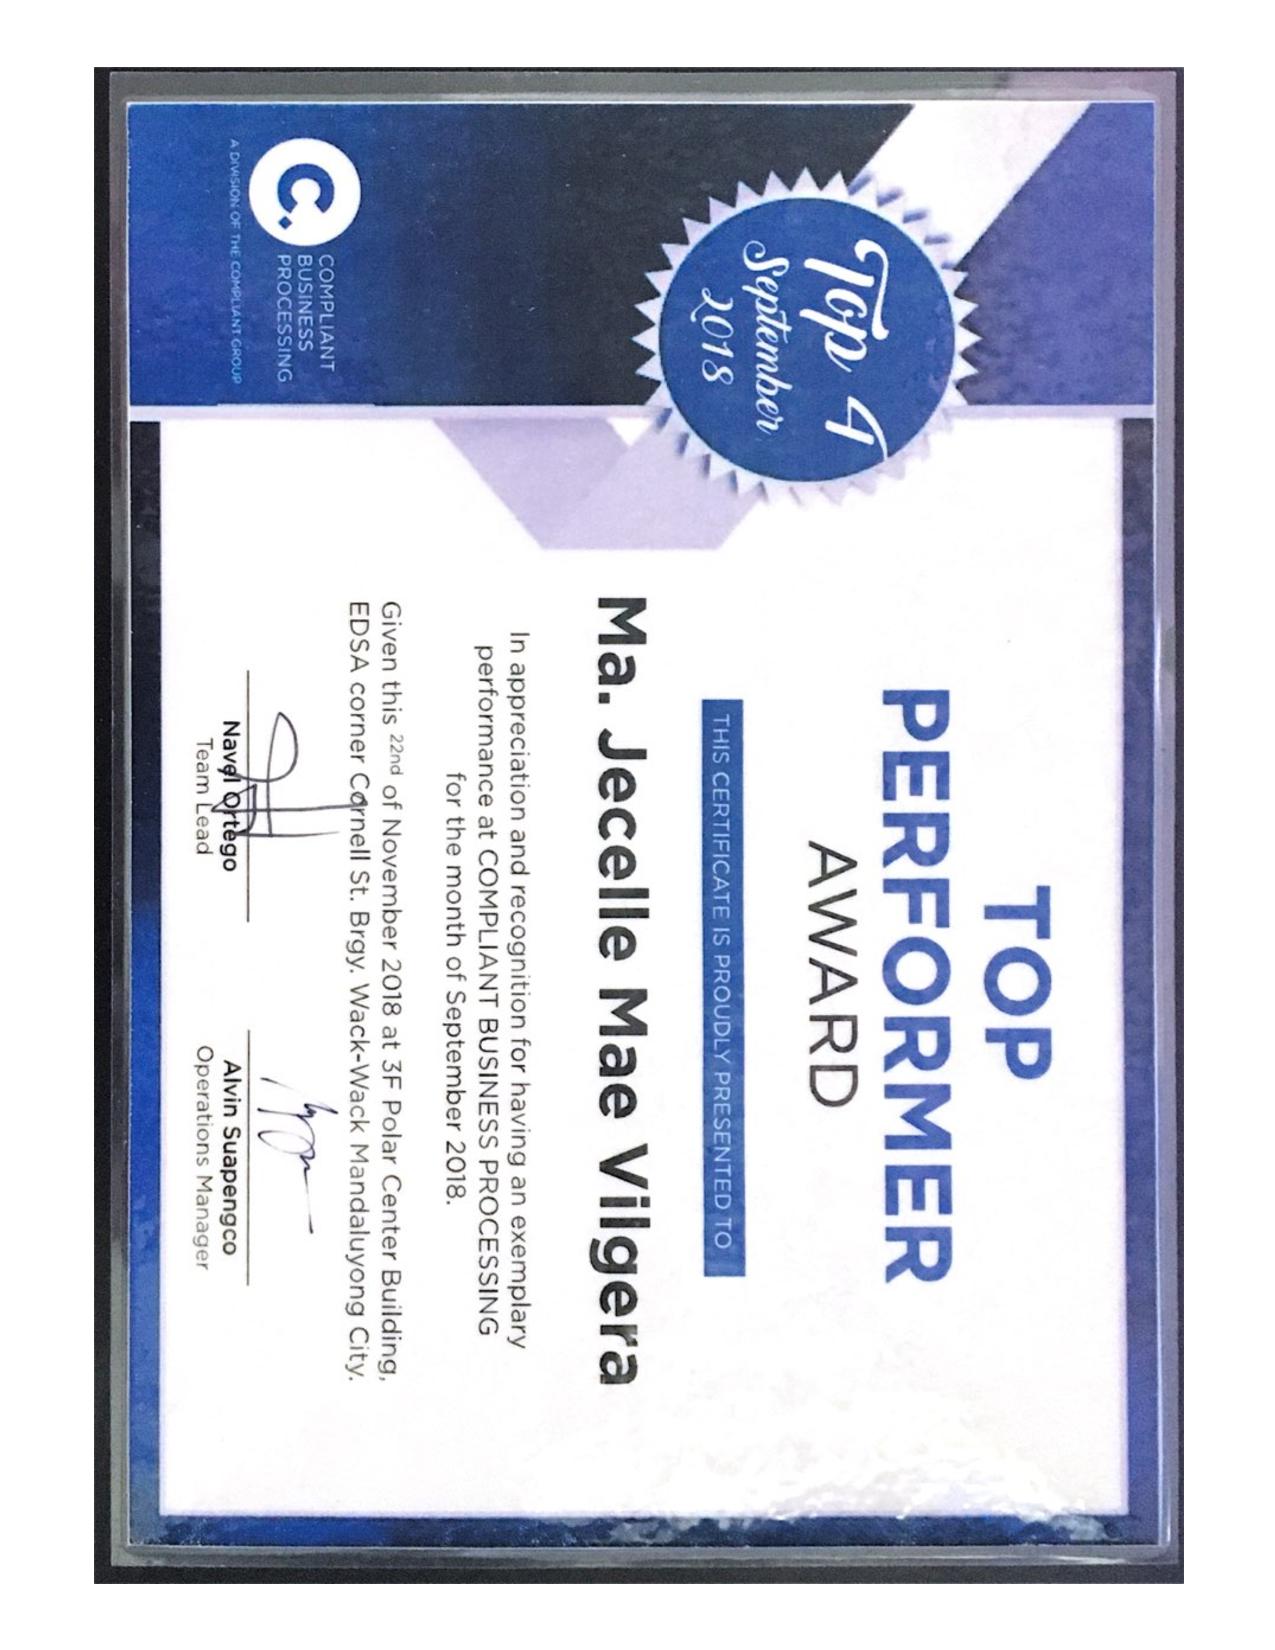 Top 4
September
2018
COMPLIANT
BUSINESS
PROCESSING
A DIVISION OF THE COMPLIANT GROUP
TOP
PERFORMER
AWARD
THIS CERTIFICATE IS PROUDLY PRESENTED TO
Ma. Jecelle Mae Vilgera
In appreciation and recognition for having an exemplary
performance at COMPLIANT BUSINESS PROCESSING
for the month of September 2018.
Given this 22nd of November 2018 at 3F Polar Center Building,
EDSA corner Cornell St. Brgy. Wack-Wack Mandaluyong City.
Navel Ortego
Team Lead
Alvin Suapengco
Operations Manager